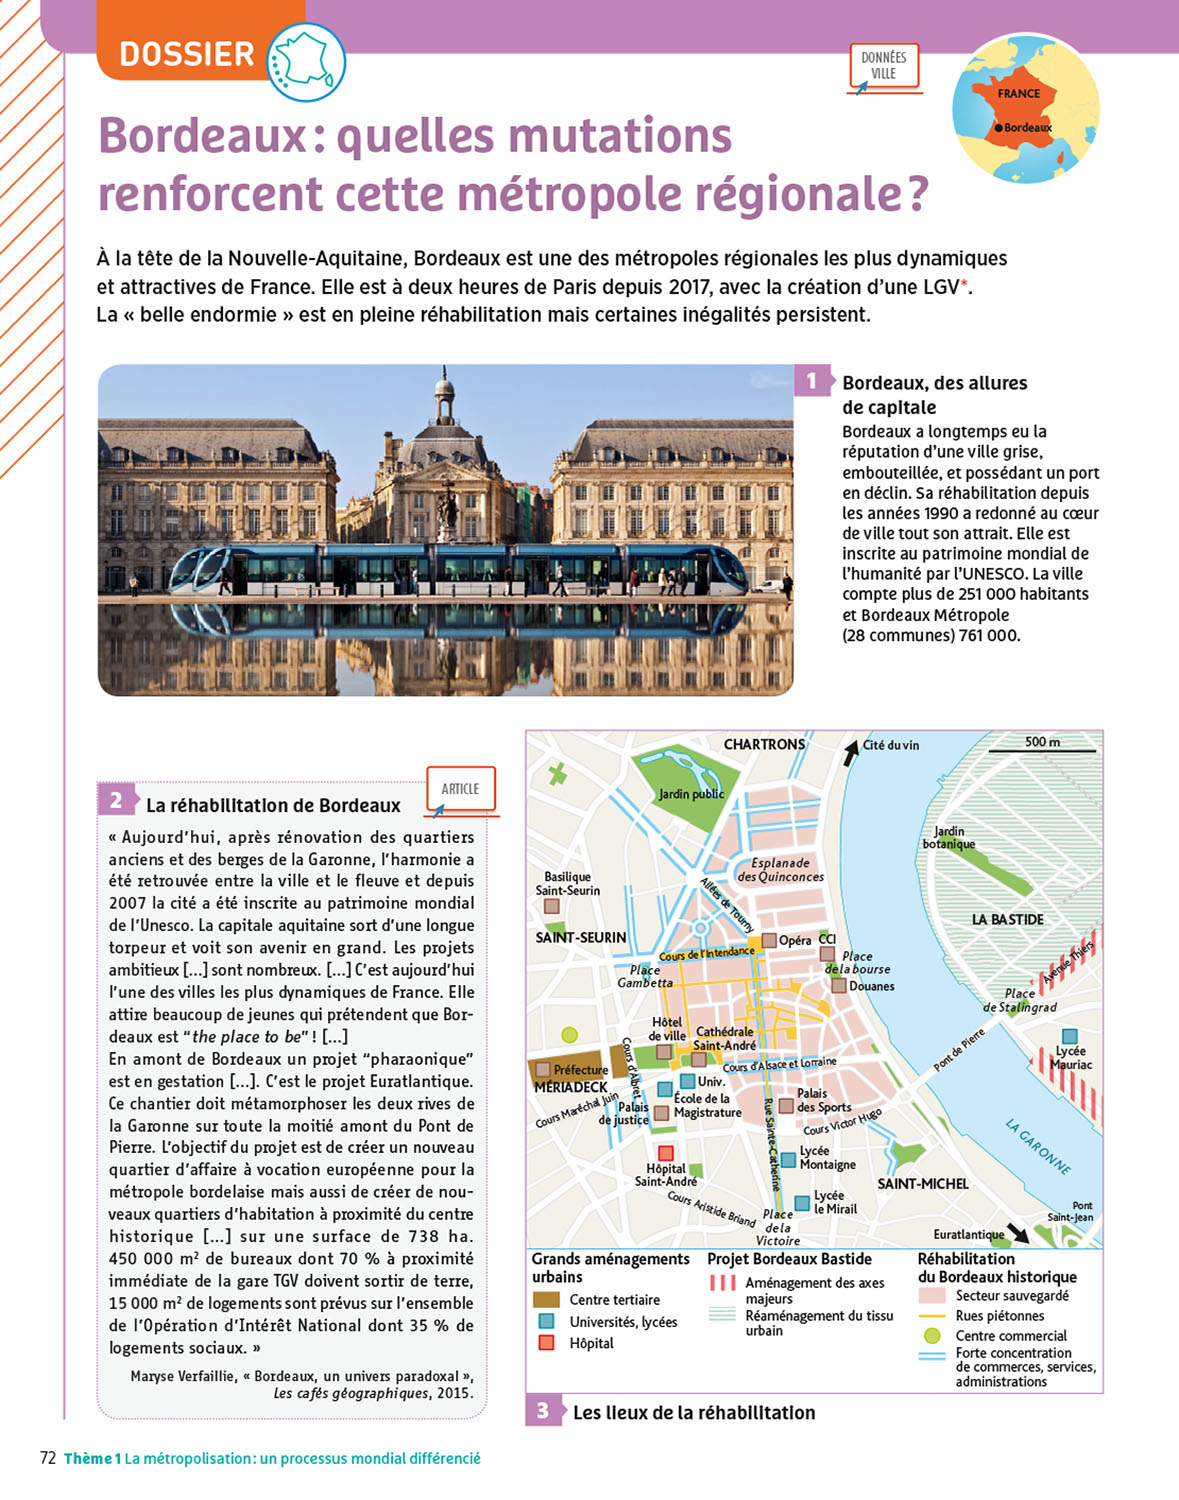 DOSSIER
DONNÉES
VILLE
FRANCE
Bordeaux
Bordeaux : quelles mutations
renforcent cette métropole régionale ?
À la tête de la Nouvelle-Aquitaine, Bordeaux est une des métropoles régionales les plus dynamiques
et attractives de France. Elle est à deux heures de Paris depuis 2017, avec la création d’une LGV*.
La « belle endormie » est en pleine réhabilitation mais certaines inégalités persistent.
1
Bordeaux, des allures
de capitale
Bordeaux a longtemps eu la
réputation d’une ville grise,
embouteillée, et possédant un port
en déclin. Sa réhabilitation depuis
les années 1990 a redonné au cœur
de ville tout son attrait. Elle est
inscrite au patrimoine mondial de
l’humanité par l’UNESCO. La ville
compte plus de 251 000 habitants
et Bordeaux Métropole
(28 communes) 761 000.
2
La réhabilitation de Bordeaux
ARTICLE
« Aujourd’hui, après rénovation des quartiers
anciens et des berges de la Garonne, l’harmonie a
été retrouvée entre la ville et le fleuve et depuis
2007 la cité a été inscrite au patrimoine mondial
de l’Unesco. La capitale aquitaine sort d’une longue
torpeur et voit son avenir en grand. Les projets
ambitieux [...] sont nombreux. [...] C’est aujourd’hui
l’une des villes les plus dynamiques de France. Elle
attire beaucoup de jeunes qui prétendent que Bor-
deaux est “the place to be” ! [...]
En amont de Bordeaux un projet “pharaonique”
est en gestation [...]. C’est le projet Euratlantique.
Ce chantier doit métamorphoser les deux rives de
la Garonne sur toute la moitié amont du Pont de
Pierre. L’objectif du projet est de créer un nouveau
quartier d’affaire à vocation européenne pour la
métropole bordelaise mais aussi de créer de nou-
veaux quartiers d’habitation à proximité du centre
historique [...] sur une surface de 738 ha.
450 000 m² de bureaux dont 70 % à proximité
immédiate de la gare TGV doivent sortir de terre,
15 000 m² de logements sont prévus sur l’ensemble
de l’Opération d’Intérêt National dont 35 % de
logements sociaux. »
Maryse Verfaillie, « Bordeaux, un univers paradoxal »,
Les cafés géographiques, 2015.
CHARTRONS
Cité du vin
500 m
Jardin public
Jardin
botanique
Esplanade
des Quinconces
Basilique
Saint-Seurin
Allées de Tourny
LA BASTIDE
SAINT-SEURIN
Opéra
CCI
Cours de l’Intendance
Place
de la bourse
Avenue Thiers
Place
Gambetta
Douanes
Place
de Stalingrad
Hôtel
de ville
Cathédrale
Saint-André
Pont de Pierre
Lycée
Mauriac
Préfecture
MÉRIADECK
Cours d’Albret
Cours d’Alsace et Lorraine
Univ.
École de la
Magistrature
Cours Maréchal Juin
Palais
de justice
Rue Sainte-Catherine
Palais
des Sports
Cours Victor Hugo
LA GARONNE
Lycée
Montaigne
Hôpital
Saint-André
SAINT-MICHEL
Cours Aristide Briand
Lycée
le Mirail
Place
de la
Victoire
Pont
Saint-Jean
Euratlantique
Grands aménagements
urbains
Centre tertiaire
Universités, lycées
Hôpital
Projet Bordeaux Bastide
Aménagement des axes
majeurs
Réaménagement du tissu
urbain
Réhabilitation
du Bordeaux historique
Secteur sauvegardé
Rues piétonnes
Centre commercial
Forte concentration
de commerces, services,
administrations
3
Les lieux de la réhabilitation
72 Thème 1 La métropolisation : un processus mondial différencié